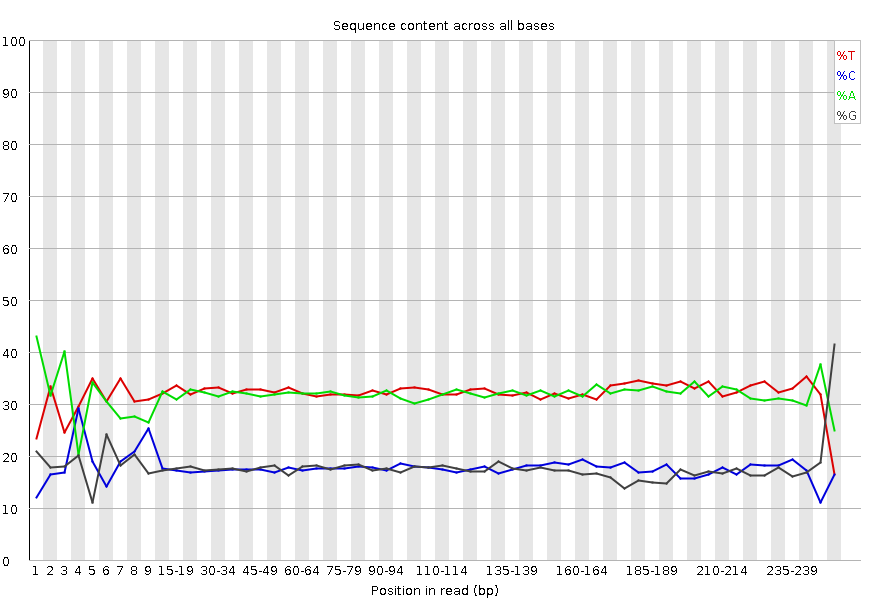 Sequence content across all bases
%T
%C
%A
%G
100
90
80
70
60
50
40
30
20
10
0
1 2 3 4 5 6 7 8 9 15-19 30-34 45-49 60-64 75-79 90-94 110-114 135-139 160-164 185-189 210-214 235-239
Position in read (bp)